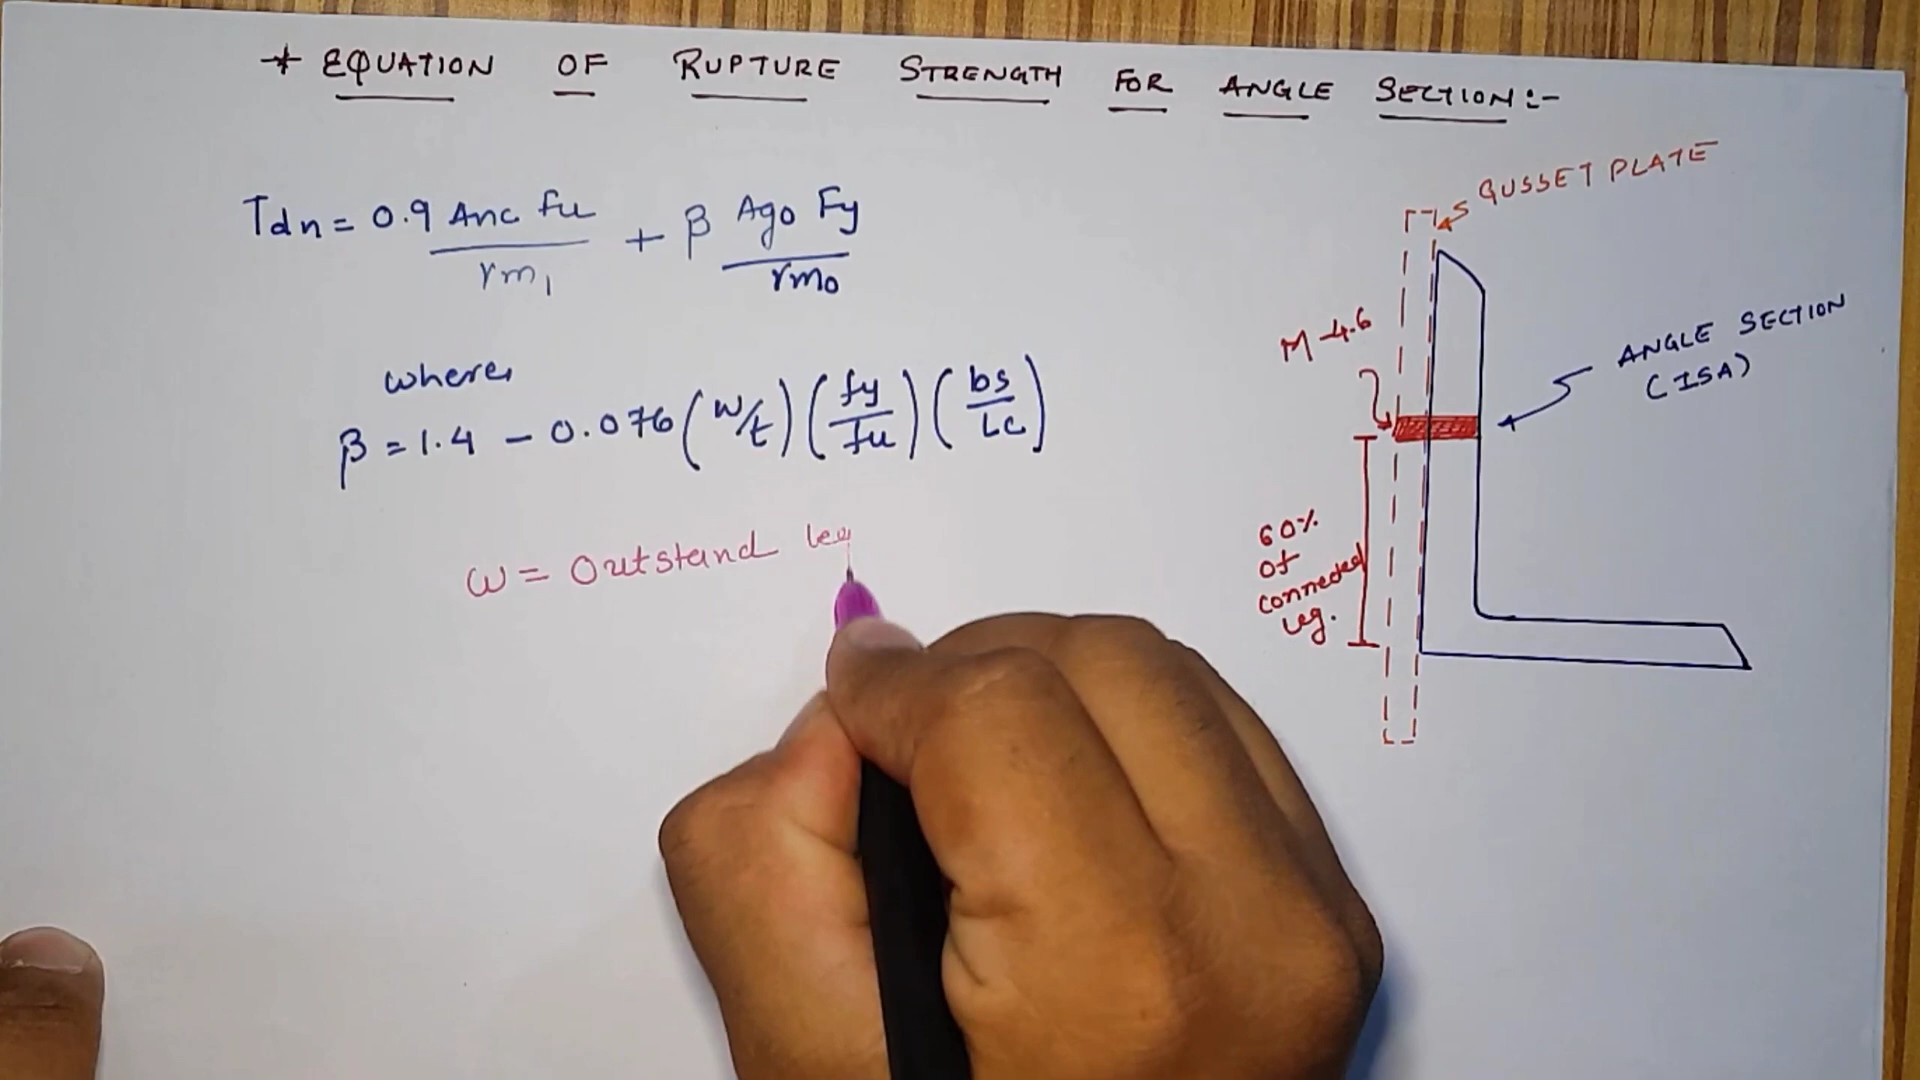 * EQUATION OF RUPTURE STRENGTH FOR ANGLE SECTION :-
Tdn = 0.9 Anc fu / γm1 + β Ago Fy / γm0
where,
β = 1.4 - 0.076 (w/t) (fy/fu) (bs/Lc)
w = Outstand leg
GUSSET PLATE
M-4.6
ANGLE SECTION
(ISA)
60%
of
connected
leg.